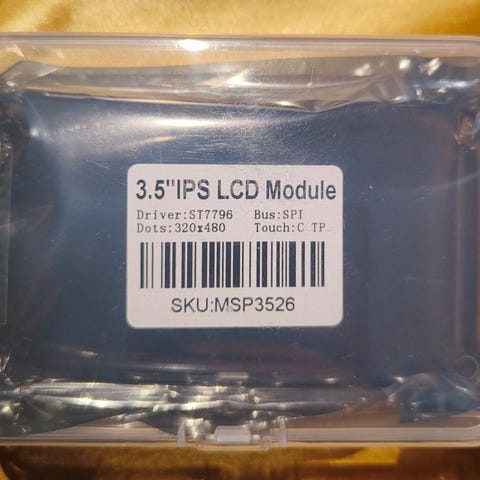 3.5"IPS LCD Module
Driver:ST7796 Bus:SPI
Dots:320x480 Touch:C TP
SKU:MSP3526